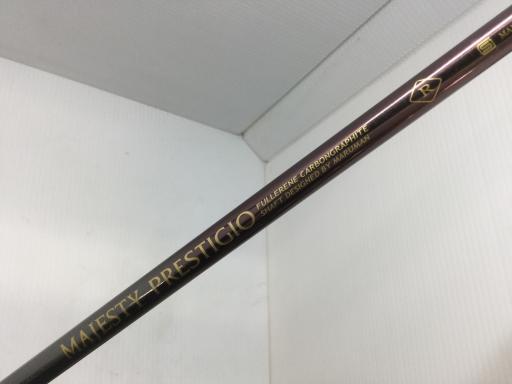 MAJESTY PRESTIGIO
FULLERENE CARBONGRAPHITE
SHAFT DESIGNED BY MARUMAN
R